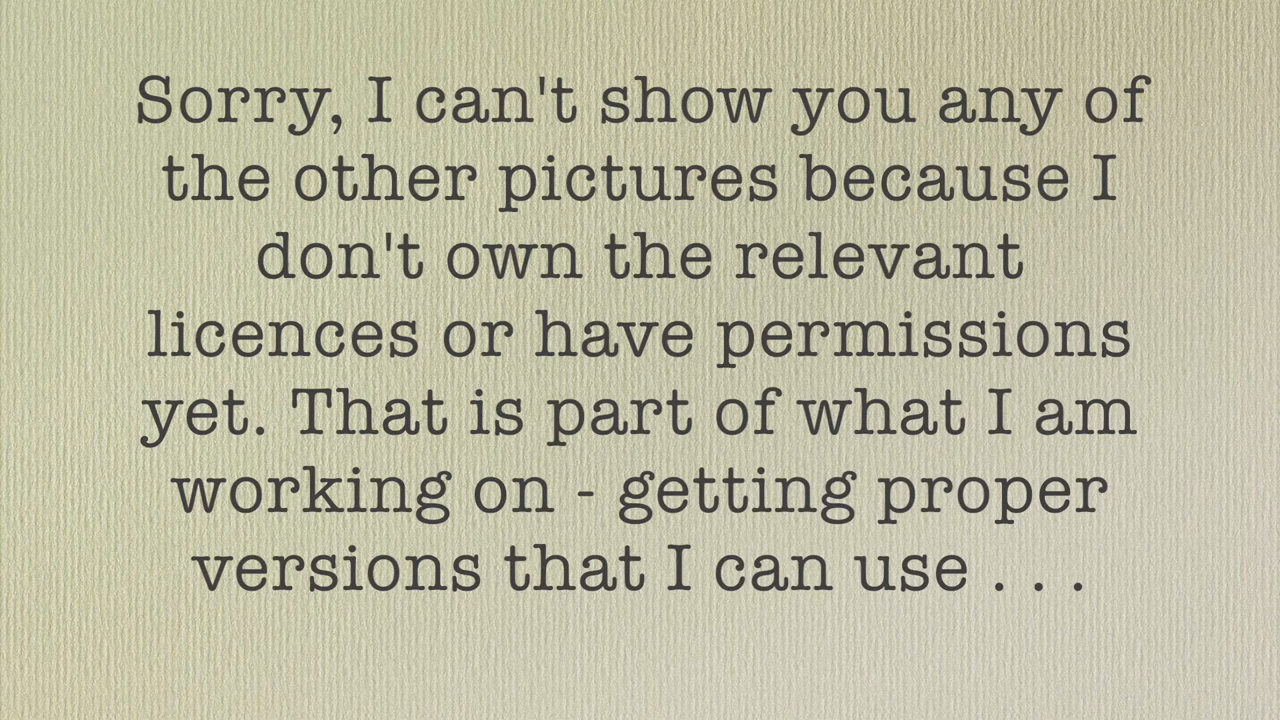 Sorry, I can't show you any of
the other pictures because I
don't own the relevant
licences or have permissions
yet. That is part of what I am
working on - getting proper
versions that I can use . . .